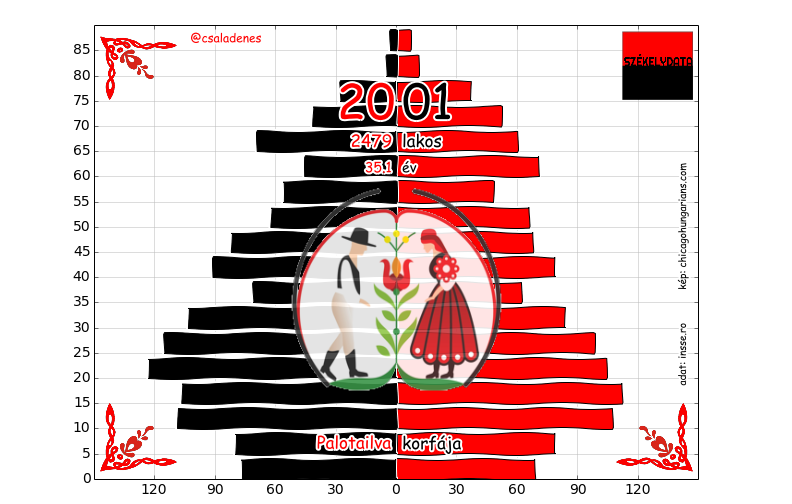 @csaladenes
SZÉKELYDATA
2001
2479 lakos
35.1 év
kép: chicagohungarians.com
adat: insse.ro
Palotailva korfája
85
80
75
70
65
60
55
50
45
40
35
30
25
20
15
10
5
0
120 90 60 30 0 30 60 90 120